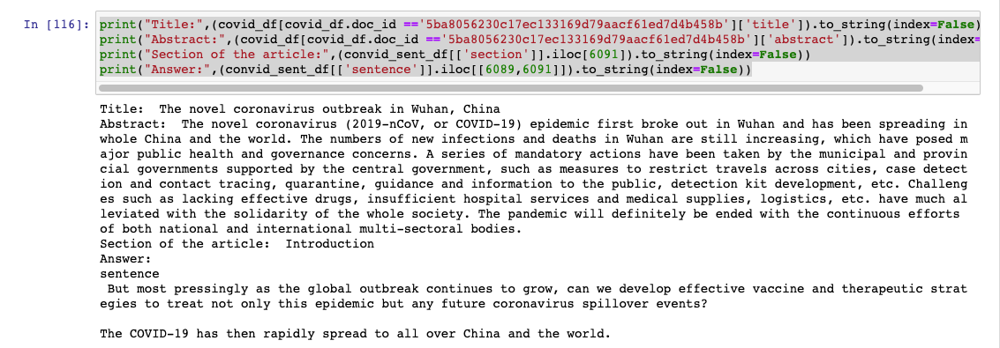 In [116]: print("Title:",(covid_df[covid_df.doc_id =='5ba8056230c17ec133169d79aacf61ed7d4b458b']['title']).to_string(index=False)
print("Abstract:",(covid_df[covid_df.doc_id =='5ba8056230c17ec133169d79aacf61ed7d4b458b']['abstract']).to_string(index=
print("Section of the article:",(convid_sent_df[['section']].iloc[6091]).to_string(index=False))
print("Answer:",(convid_sent_df[['sentence']].iloc[[6089,6091]]).to_string(index=False))
Title:  The novel coronavirus outbreak in Wuhan, China
Abstract:  The novel coronavirus (2019-nCoV, or COVID-19) epidemic first broke out in Wuhan and has been spreading in
whole China and the world. The numbers of new infections and deaths in Wuhan are still increasing, which have posed m
ajor public health and governance concerns. A series of mandatory actions have been taken by the municipal and provin
cial governments supported by the central government, such as measures to restrict travels across cities, case detect
ion and contact tracing, quarantine, guidance and information to the public, detection kit development, etc. Challeng
es such as lacking effective drugs, insufficient hospital services and medical supplies, logistics, etc. have much al
leviated with the solidarity of the whole society. The pandemic will definitely be ended with the continuous efforts
of both national and international multi-sectoral bodies.
Section of the article:  Introduction
Answer:
sentence
But most pressingly as the global outbreak continues to grow, can we develop effective vaccine and therapeutic strat
egies to treat not only this epidemic but any future coronavirus spillover events?
The COVID-19 has then rapidly spread to all over China and the world.